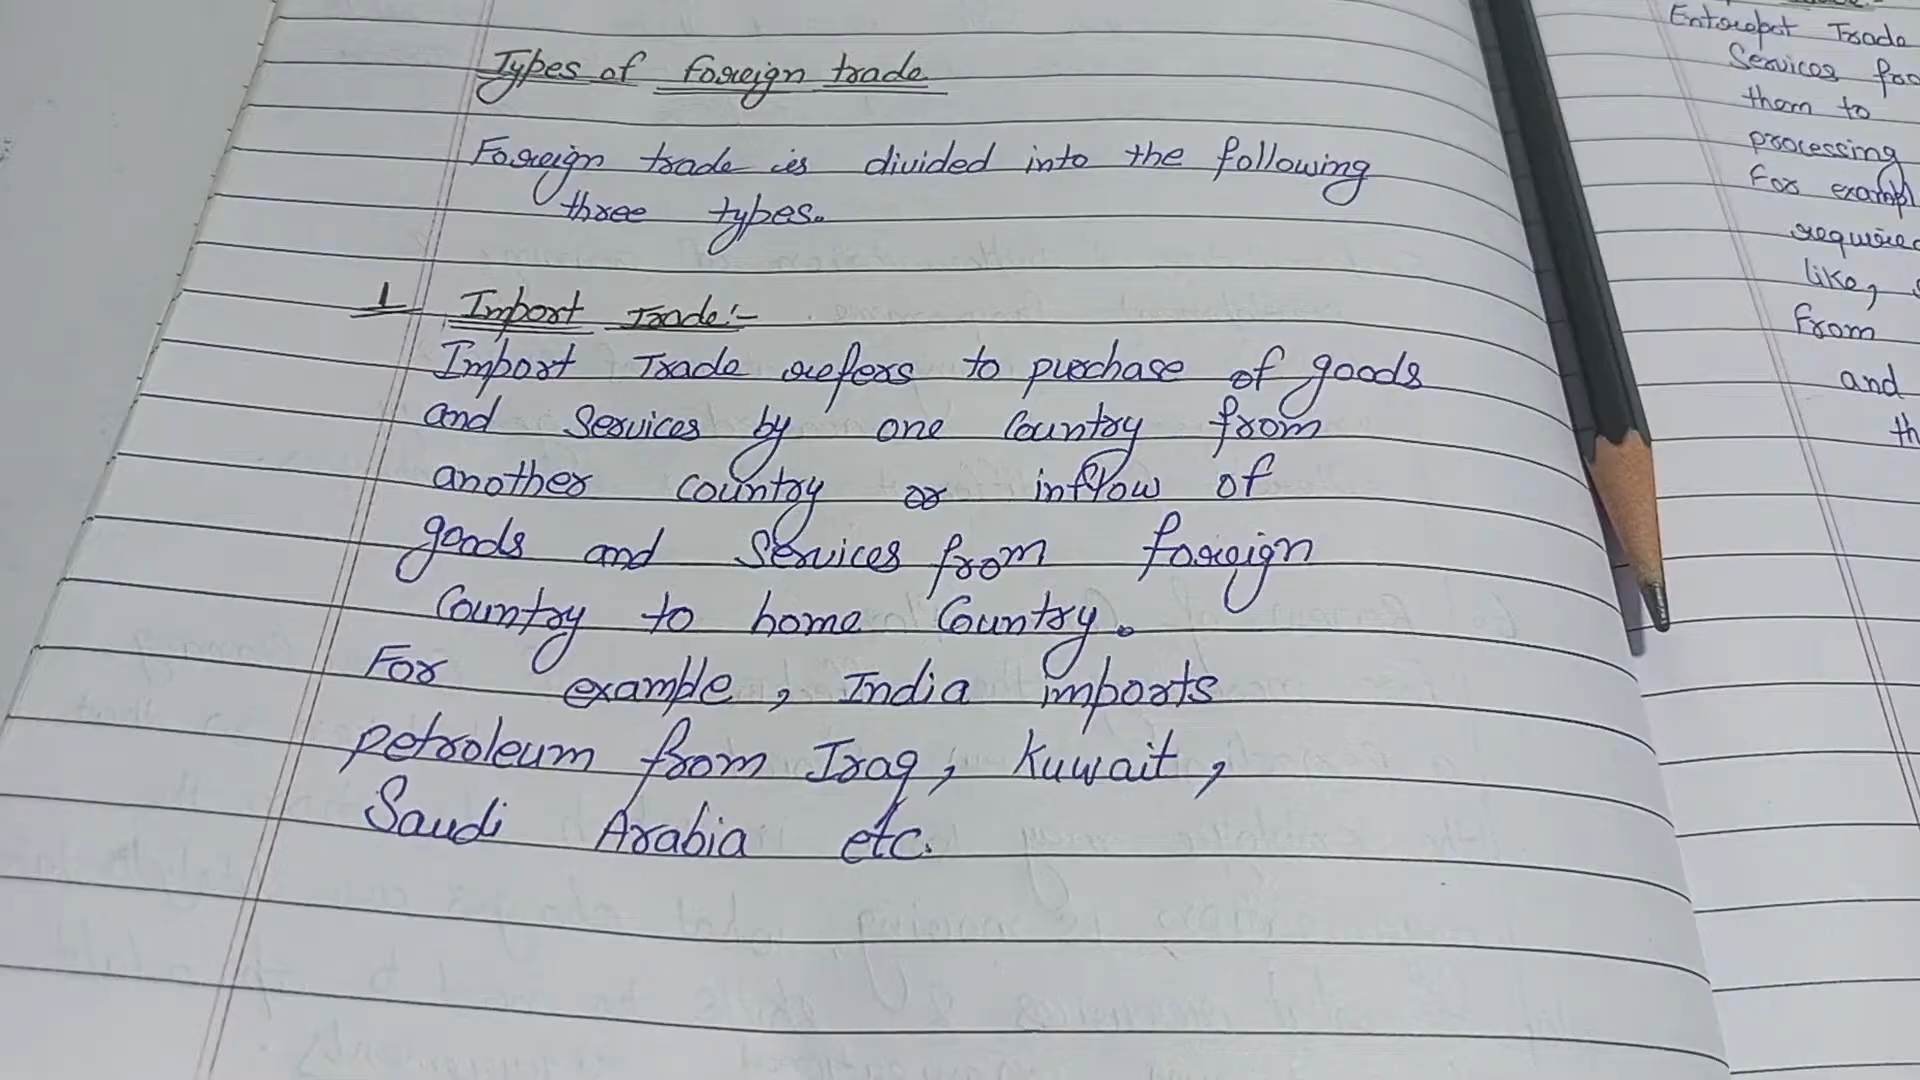 Types of foreign trade
Foreign trade is divided into the following
three types.
1 Import Trade:-
Import Trade refers to purchase of goods
and Services by one Country from
another country or inflow of
goods and Services from foreign
Country to home Country.
For example, India imports
petroleum from Iraq, Kuwait,
Saudi Arabia etc.
Entrepot Trade
Services
them to
processing
For exampl
require
like,
from
and
th